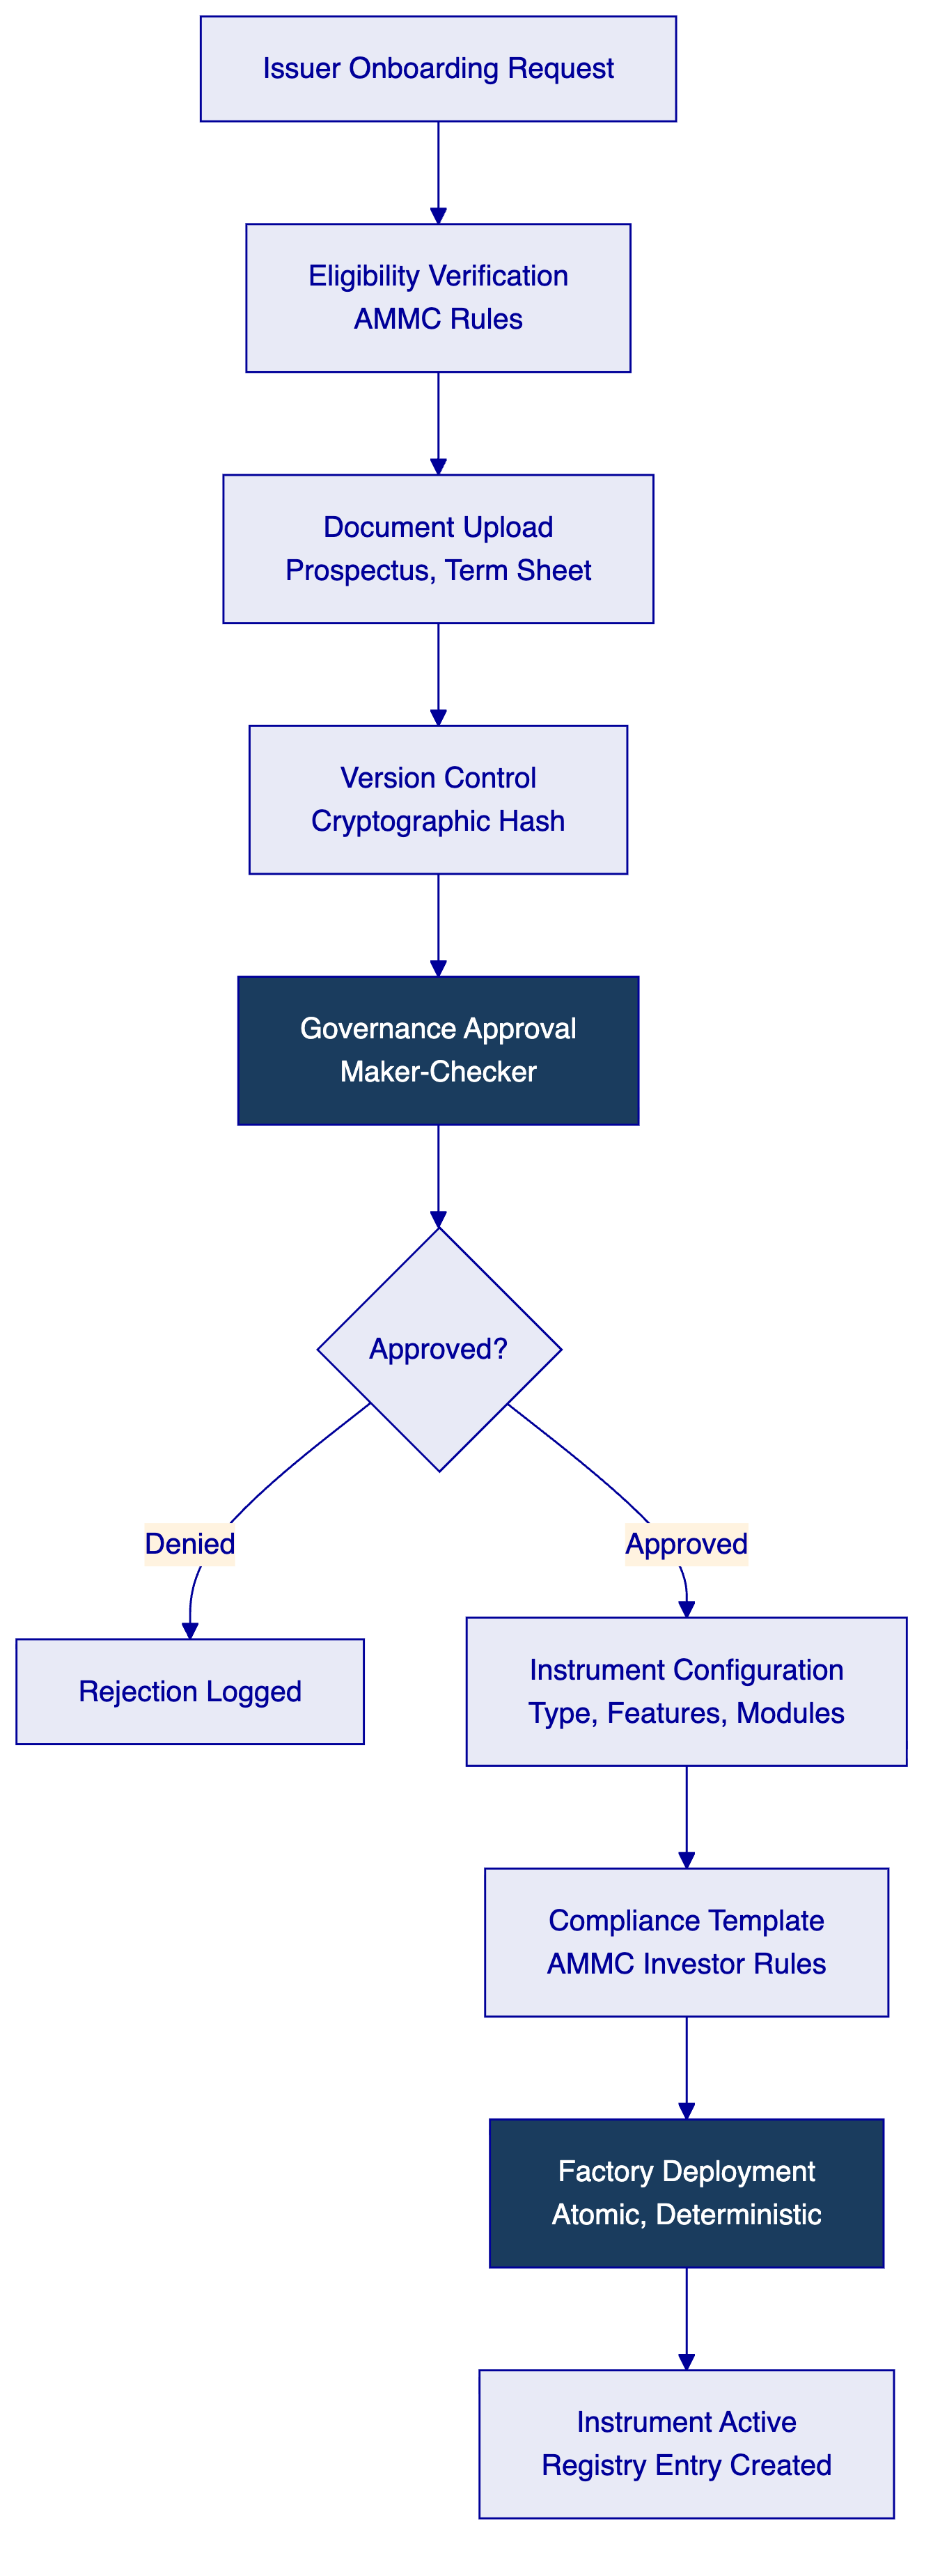 Issuer Onboarding Request
Eligibility Verification
AMMC Rules
Document Upload
Prospectus, Term Sheet
Version Control
Cryptographic Hash
Governance Approval
Maker-Checker
Approved?
Denied
Approved
Rejection Logged
Instrument Configuration
Type, Features, Modules
Compliance Template
AMMC Investor Rules
Factory Deployment
Atomic, Deterministic
Instrument Active
Registry Entry Created